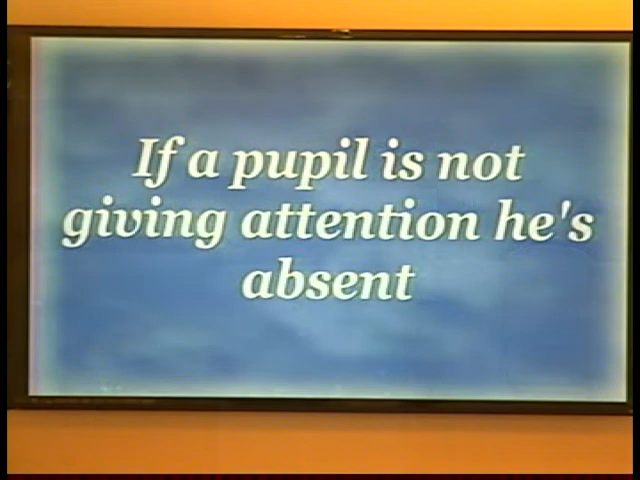 If a pupil is not
giving attention he's
absent